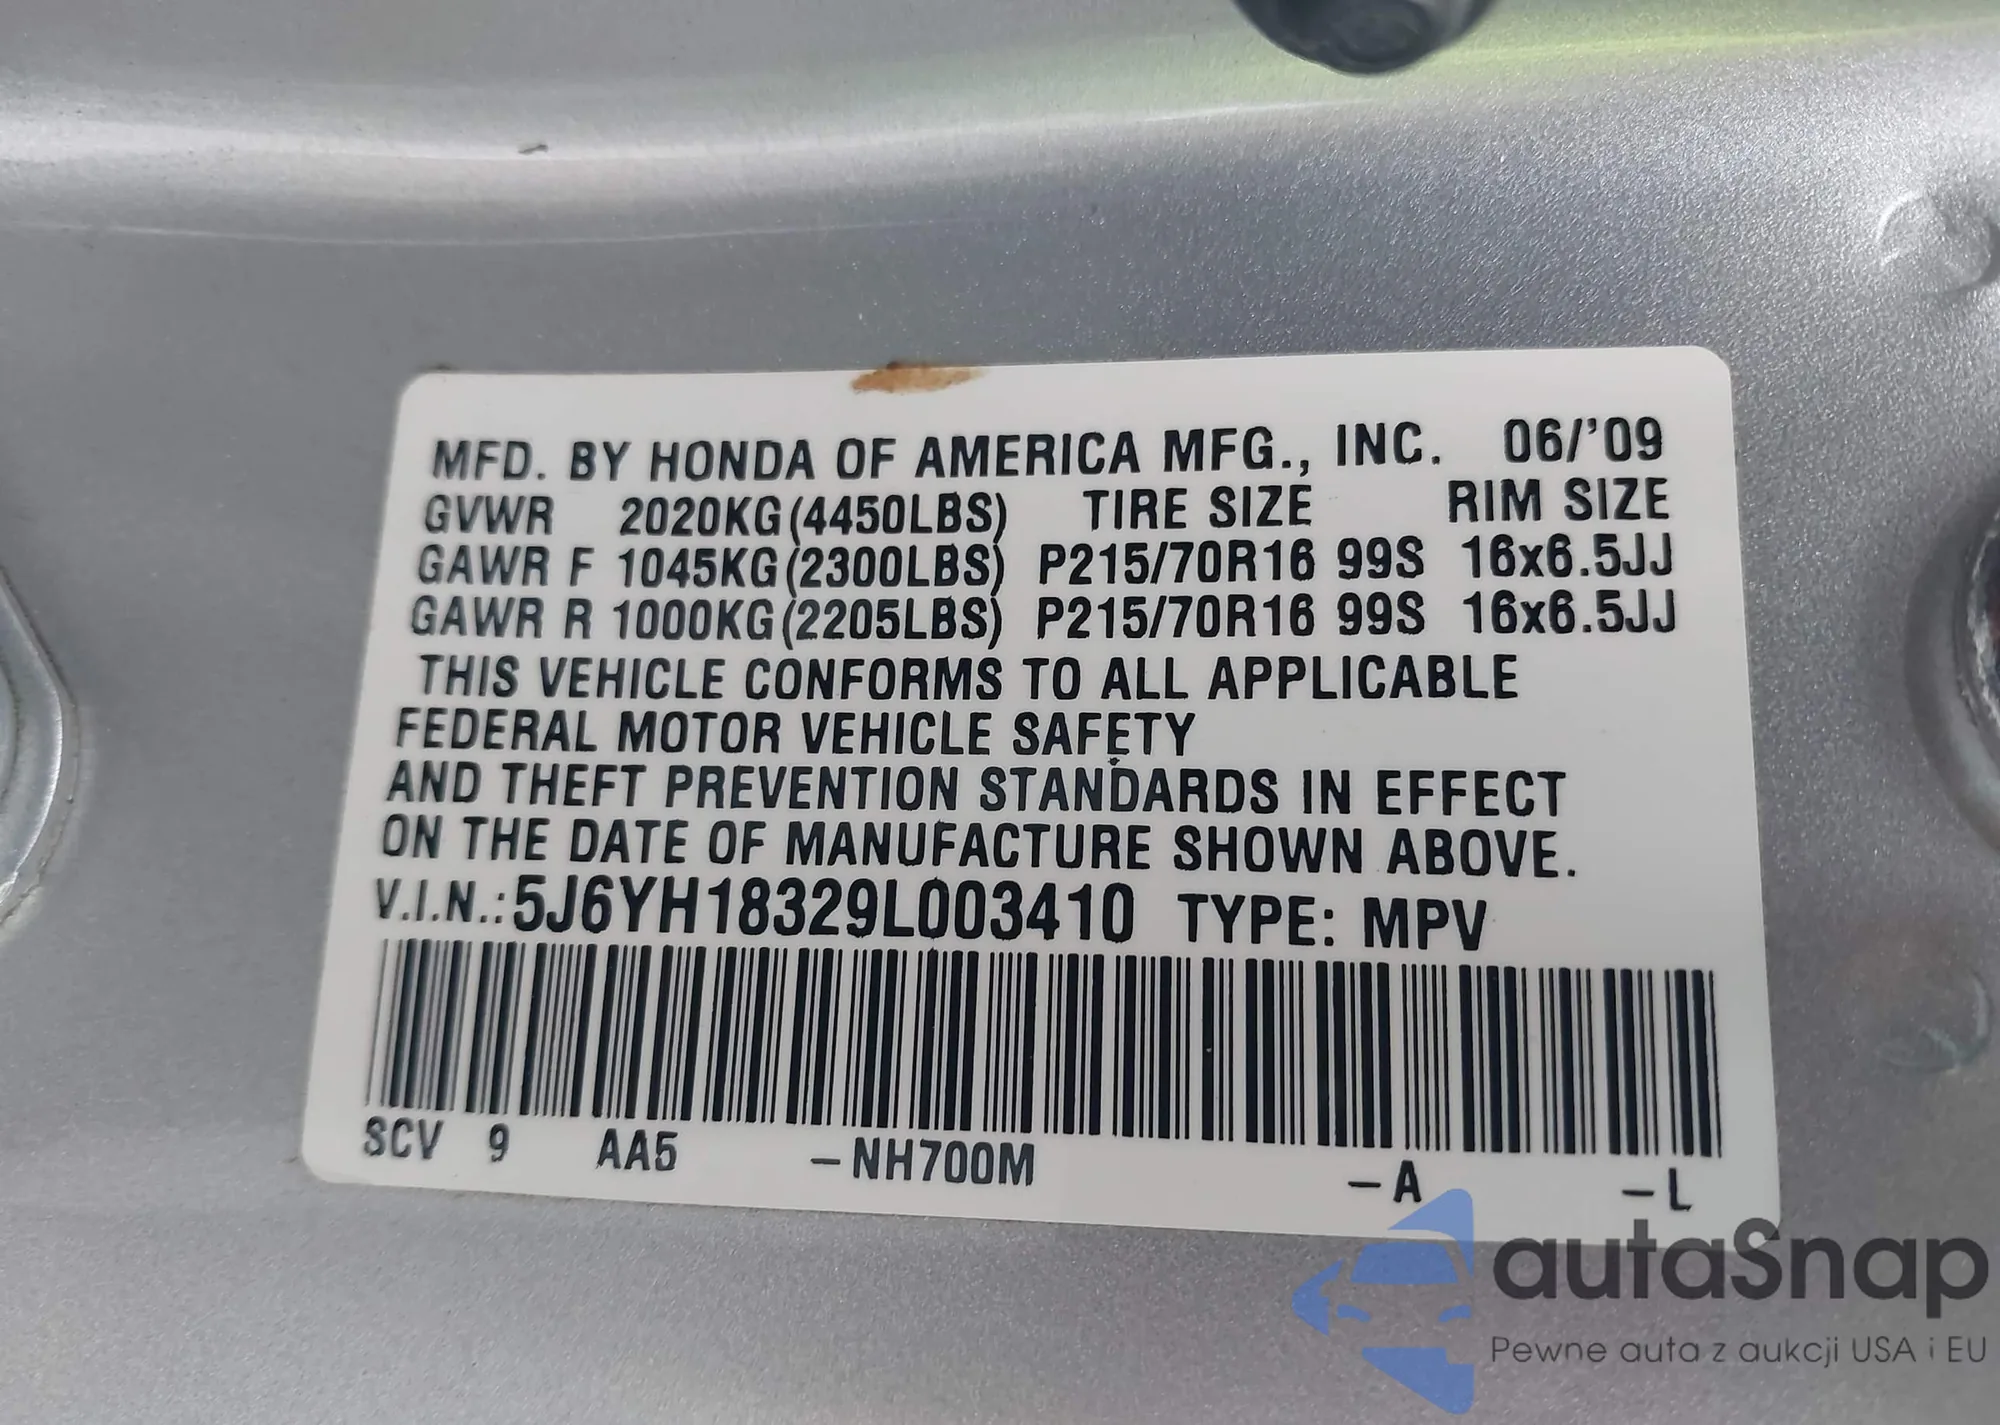 MFD. BY HONDA OF AMERICA MFG., INC. 06/'09
GVWR 2020KG(4450LBS) TIRE SIZE RIM SIZE
GAWR F 1045KG(2300LBS) P215/70R16 99S 16x6.5JJ
GAWR R 1000KG(2205LBS) P215/70R16 99S 16x6.5JJ
THIS VEHICLE CONFORMS TO ALL APPLICABLE
FEDERAL MOTOR VEHICLE SAFETY
AND THEFT PREVENTION STANDARDS IN EFFECT
ON THE DATE OF MANUFACTURE SHOWN ABOVE.
V.I.N.:5J6YH18329L003410 TYPE: MPV
SCV 9 AA5 -NH700M -A -L
autaSnap
Pewne auta z aukcji USA i EU